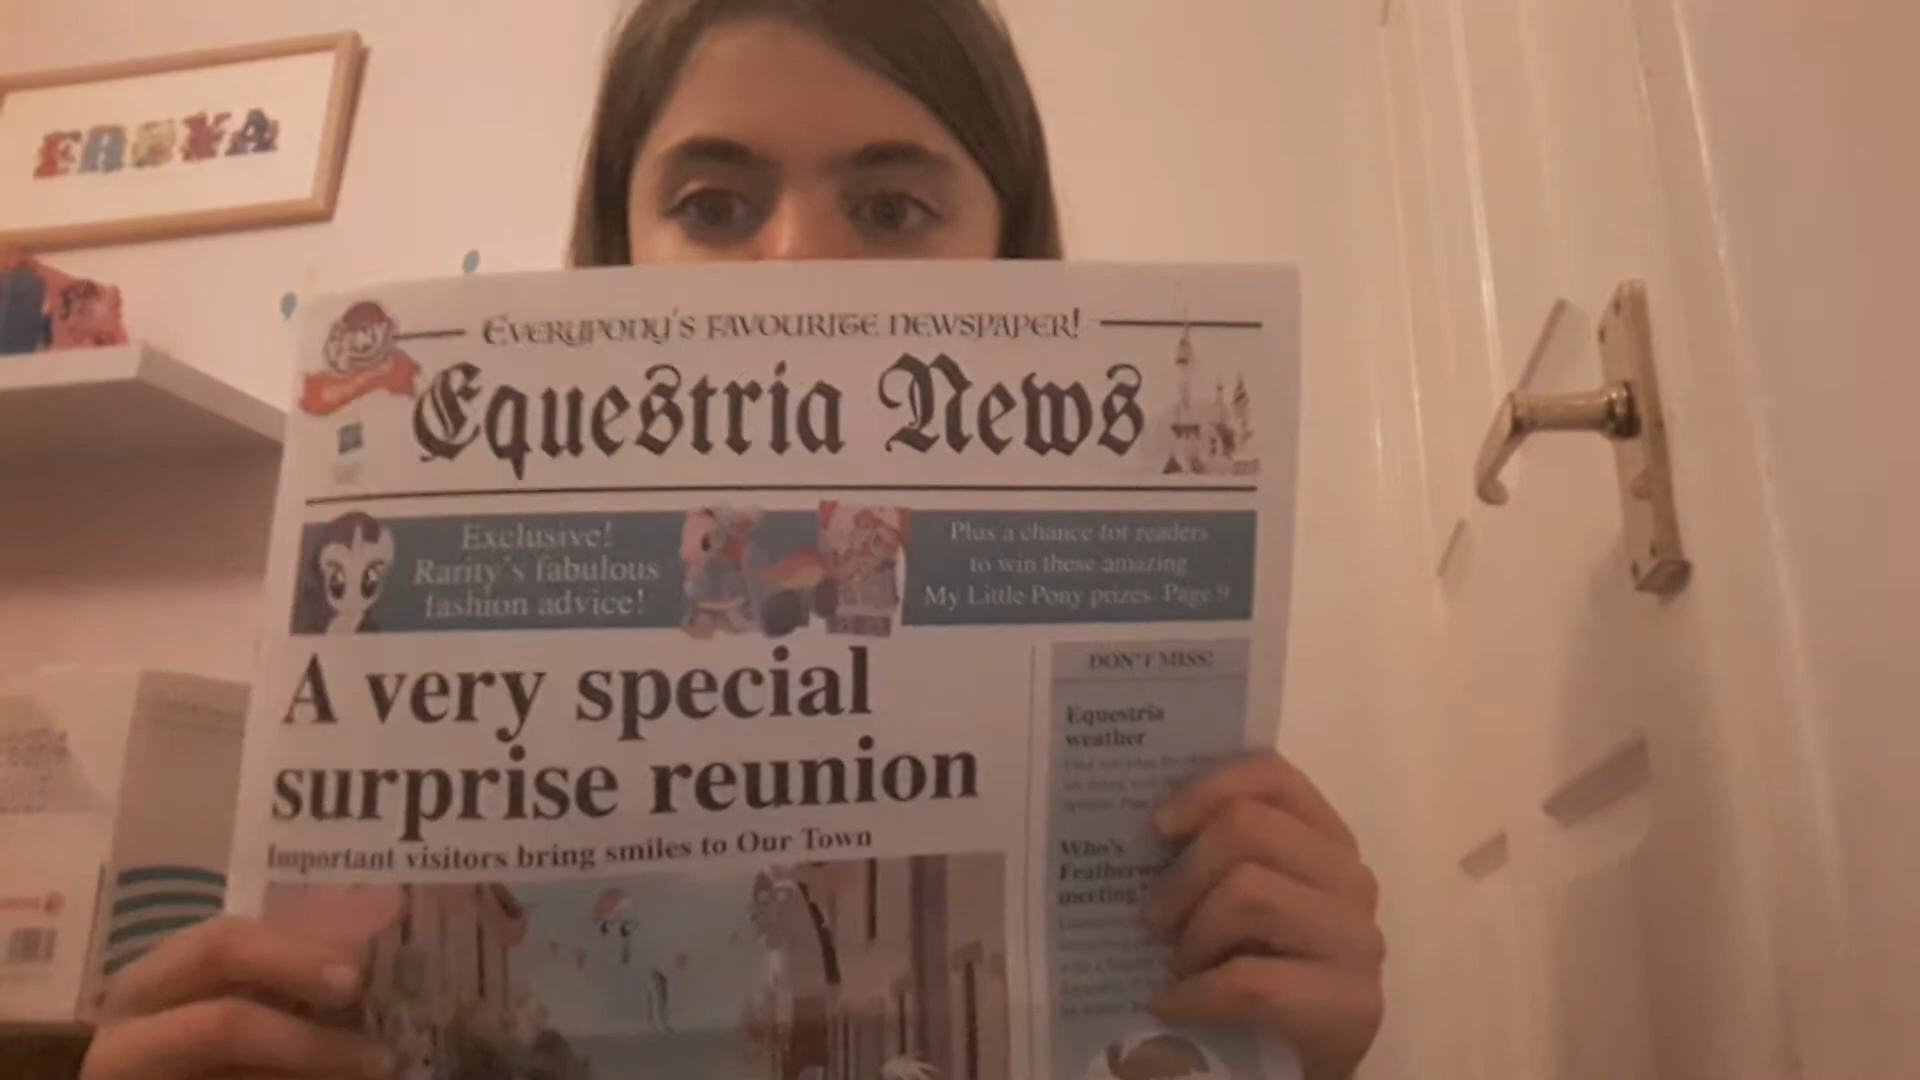 EVERYPONY'S FAVOURITE NEWSPAPER!
Equestria News
Exclusive!
Rarity's fabulous
fashion advice!
Plus a chance for readers
to win these amazing
My Little Pony prizes. Page 9
A very special
surprise reunion
Important visitors bring smiles to Our Town
DON'T MISS!
Equestria
weather
Who's
meeting?